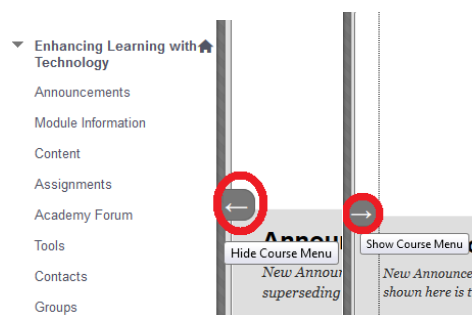 Enhancing Learning with
Technology
Announcements
Module Information
Content
Assignments
Academy Forum
Tools
Contacts
Groups
←
Hide Course Menu
New Announ
superseding
→
Show Course Menu
New Announce
shown here is t